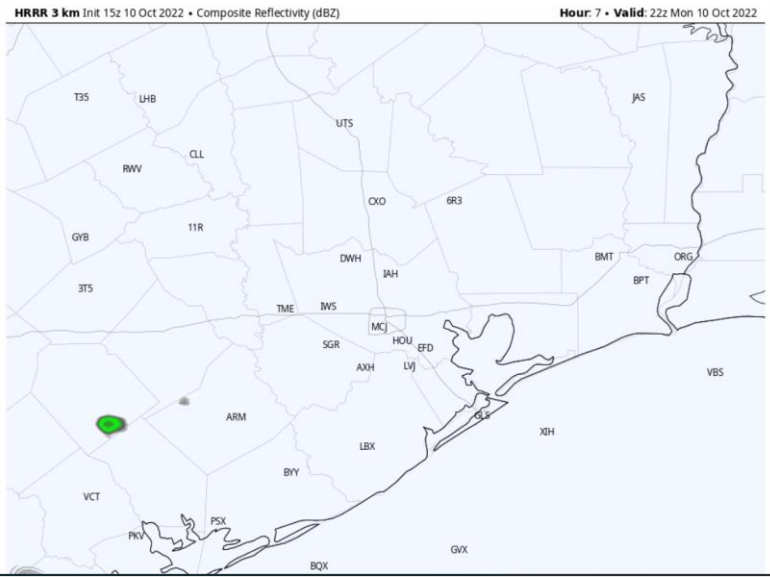 HRRR 3 km Init 15z 10 Oct 2022 • Composite Reflectivity (dBZ) Hour: 7 • Valid: 22z Mon 10 Oct 2022
T35 LHB JAS
UTS
CLL
RWV
CXO 6R3
11R
GYB
DWH BMT ORG
IAH
BPT
3T5
TME IWS
MCJ
SGR HOU EFD
AXH LVJ
VBS
ARM GLS
XIH
LBX
BYY
VCT
PSX
PKV
GVX
BQX